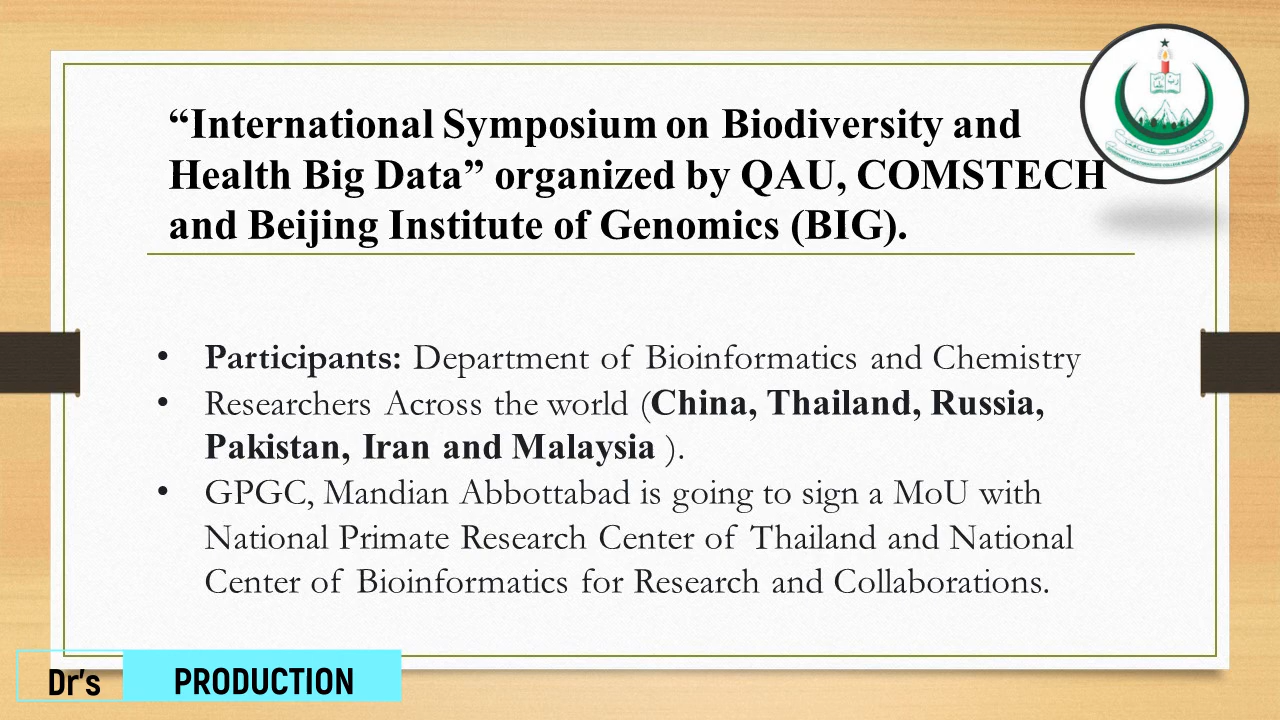 “International Symposium on Biodiversity and
Health Big Data” organized by QAU, COMSTECH
and Beijing Institute of Genomics (BIG).
• Participants: Department of Bioinformatics and Chemistry
• Researchers Across the world (China, Thailand, Russia,
Pakistan, Iran and Malaysia ).
• GPGC, Mandian Abbottabad is going to sign a MoU with
National Primate Research Center of Thailand and National
Center of Bioinformatics for Research and Collaborations.
Dr's PRODUCTION